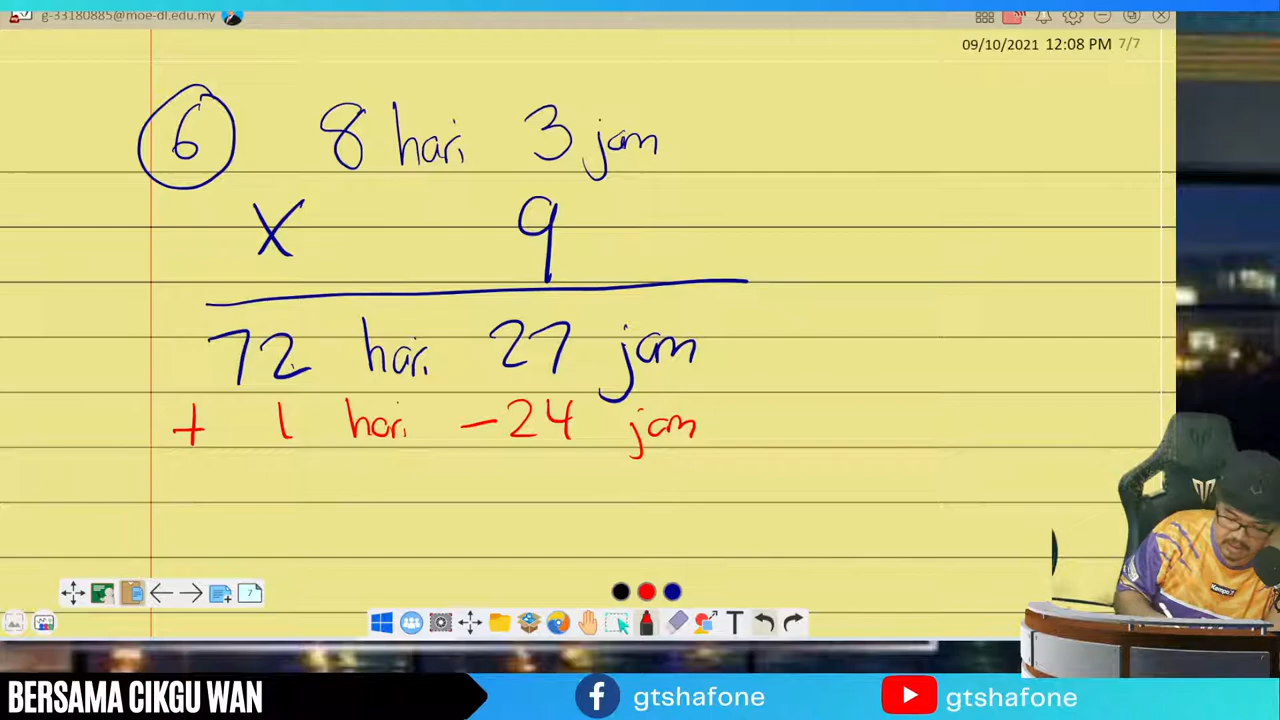 g-33180885@moe-dl.edu.my
09/10/2021 12:08 PM 7/7
6 8 hari 3 jam
X 9
72 hari 27 jam
+ 1 hari -24 jam
7
T
BERSAMA CIKGU WAN
gtshafone
gtshafone